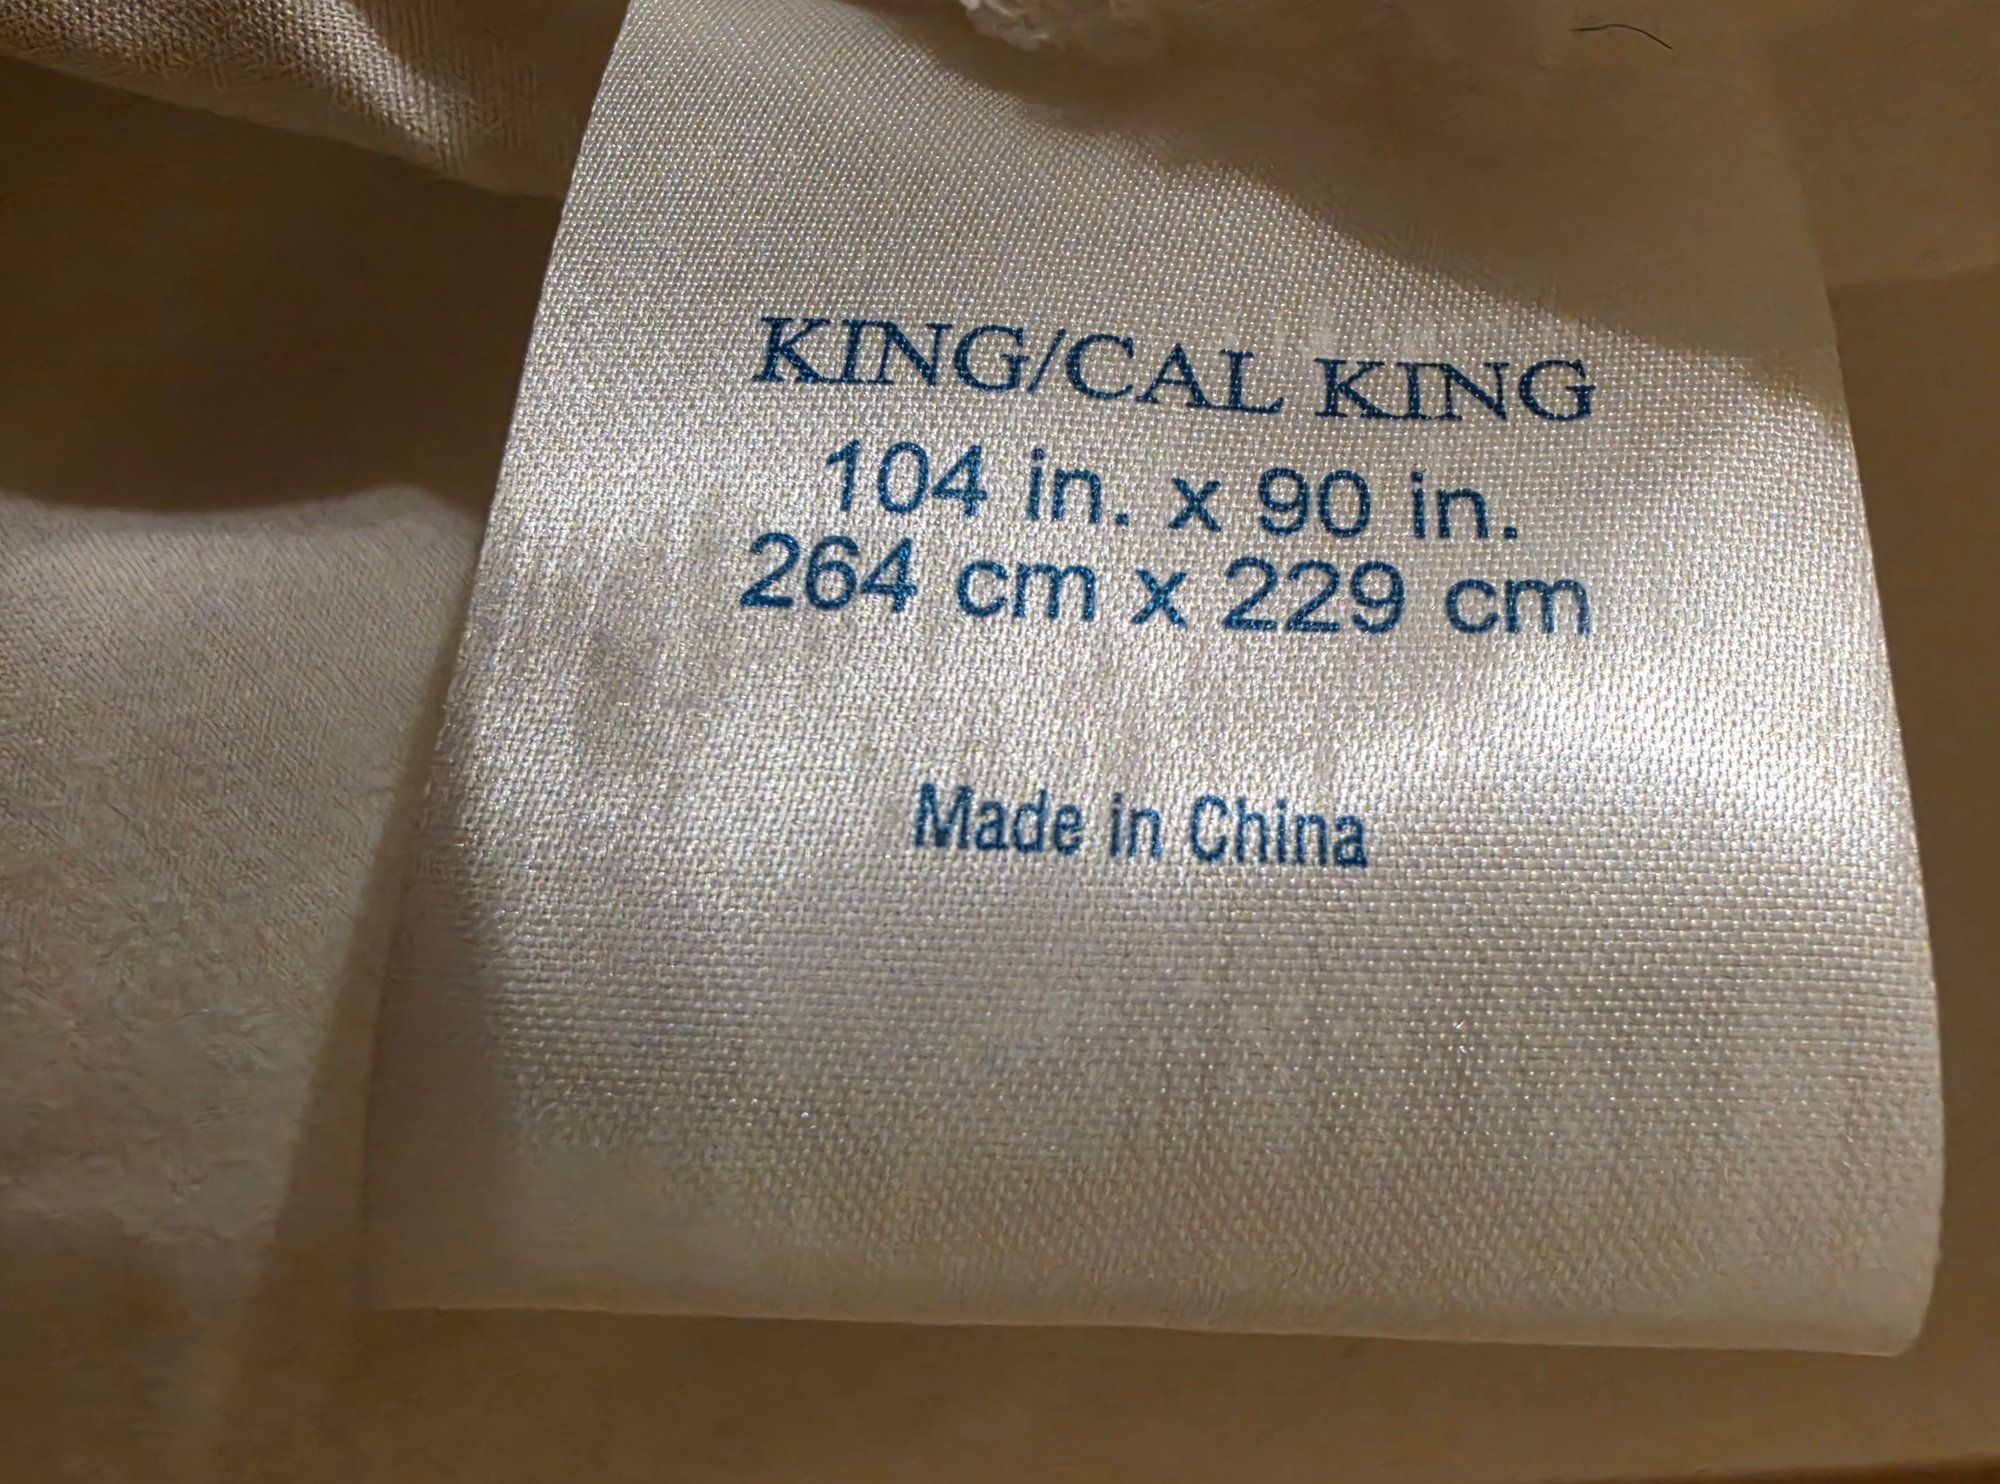 KING/CAL KING
104 in. x 90 in.
264 cm x 229 cm
Made in China